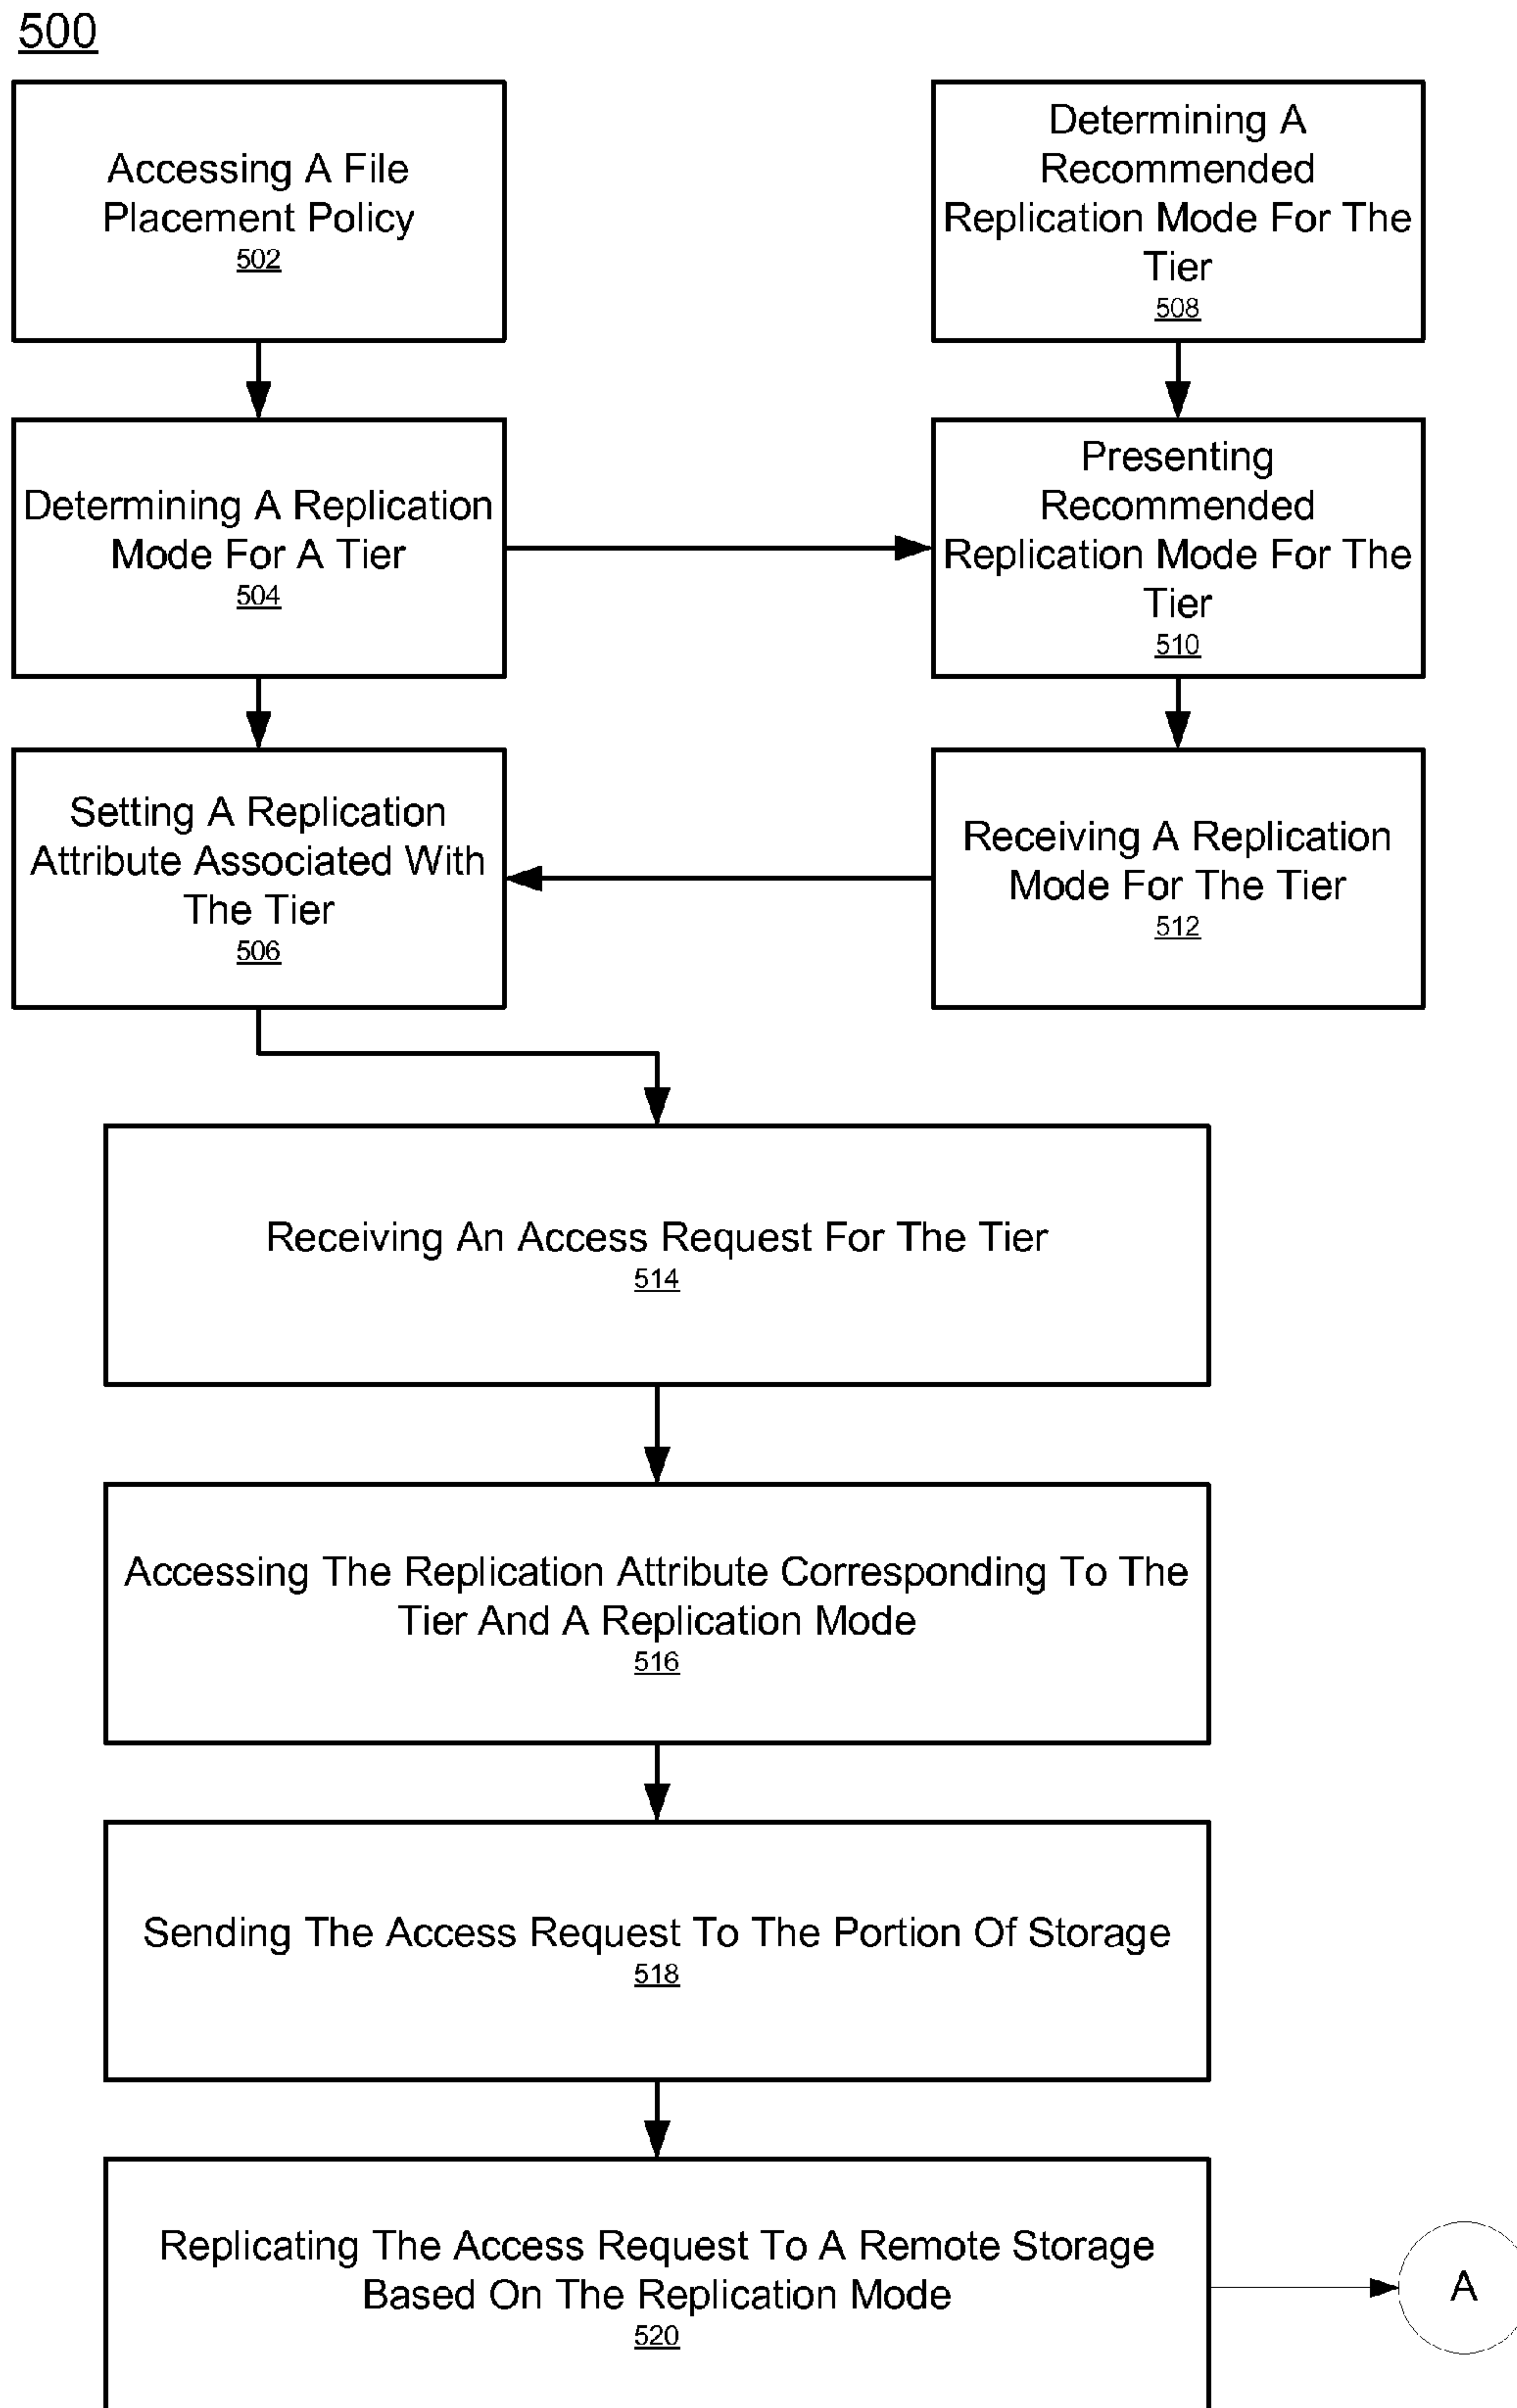 500
Accessing A File
Placement Policy
502
Determining A
Recommended
Replication Mode For The
Tier
508
Determining A Replication
Mode For A Tier
504
Presenting
Recommended
Replication Mode For The
Tier
510
Setting A Replication
Attribute Associated With
The Tier
506
Receiving A Replication
Mode For The Tier
512
Receiving An Access Request For The Tier
514
Accessing The Replication Attribute Corresponding To The
Tier And A Replication Mode
516
Sending The Access Request To The Portion Of Storage
518
Replicating The Access Request To A Remote Storage
Based On The Replication Mode
520
A